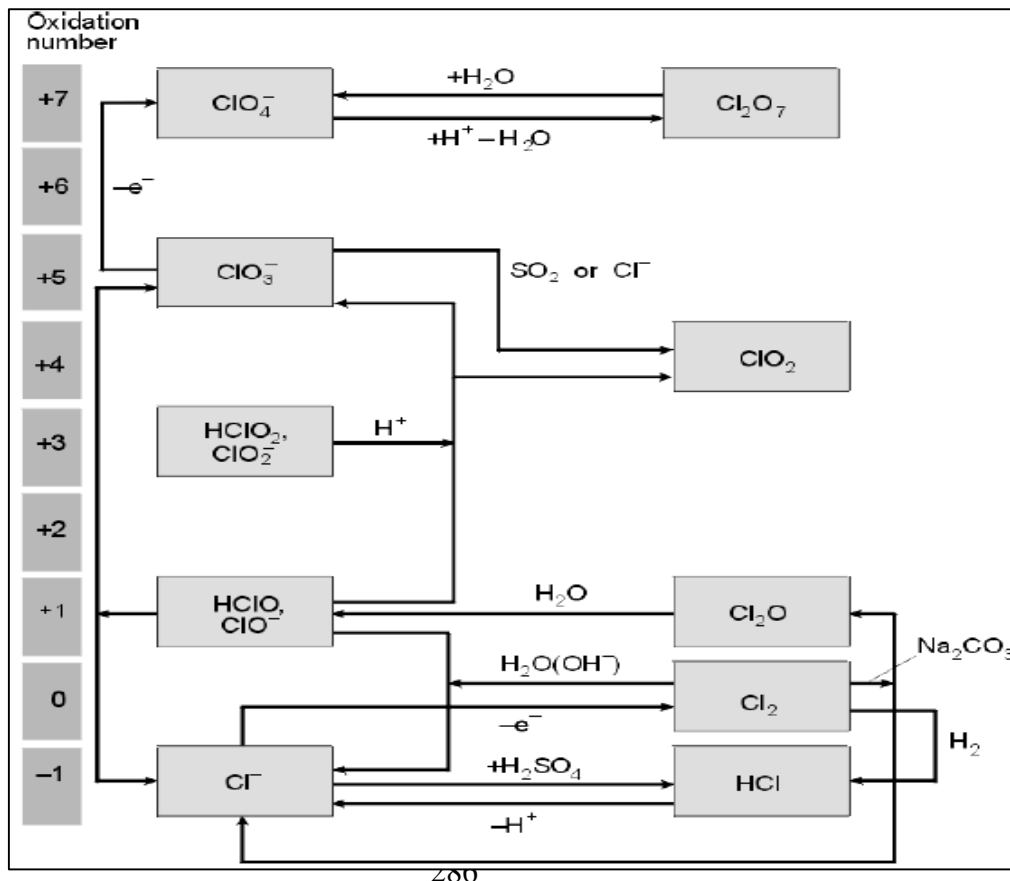 Oxidation
number
+7
ClO₄⁻
+H₂O
Cl₂O₇
+H⁺ – H₂O
+6
–e⁻
+5
ClO₃⁻
SO₂ or Cl⁻
+4
ClO₂
+3
HClO₂,
ClO₂⁻
H⁺
+2
+1
HClO,
ClO⁻
H₂O
Cl₂O
Na₂CO₃
0
H₂O(OH⁻)
Cl₂
–e⁻
H₂
–1
Cl⁻
+H₂SO₄
HCl
–H⁺
286